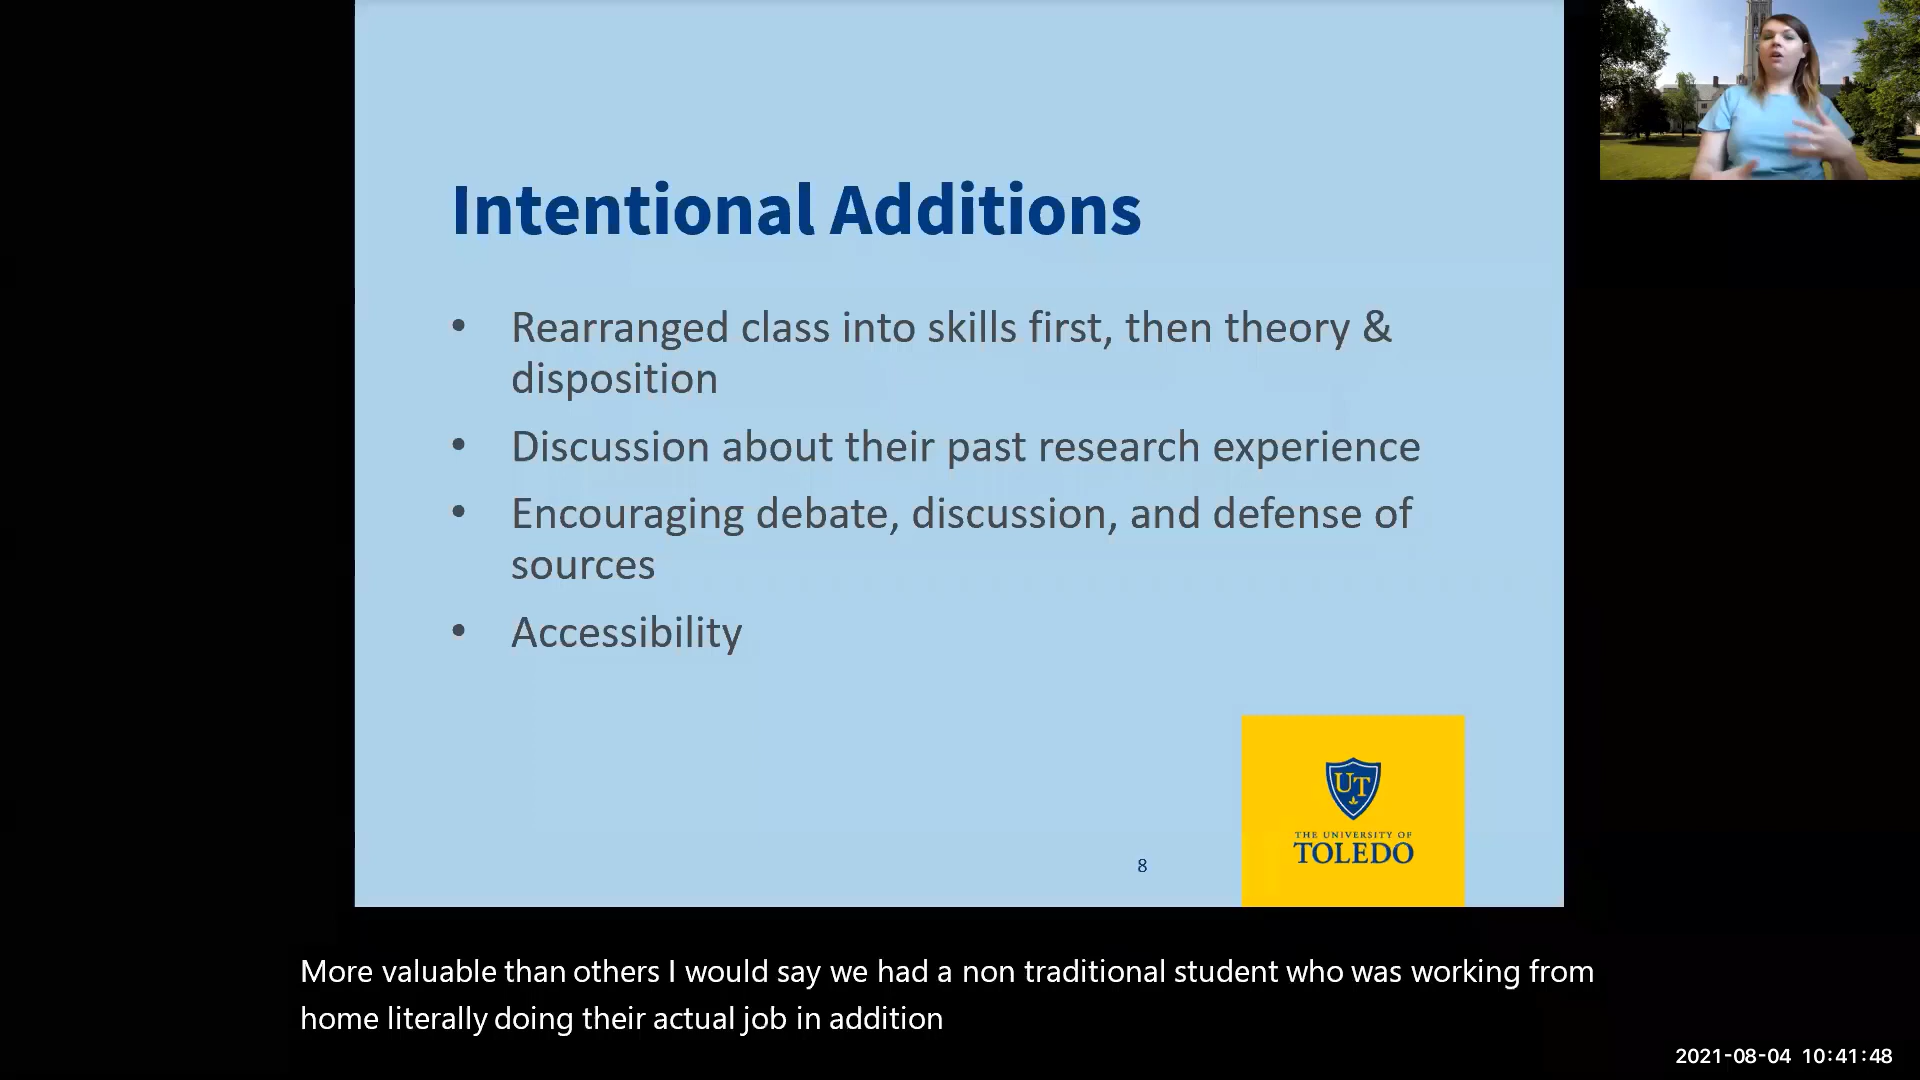 Intentional Additions
• Rearranged class into skills first, then theory &
disposition
• Discussion about their past research experience
• Encouraging debate, discussion, and defense of
sources
• Accessibility
UT
THE UNIVERSITY OF
TOLEDO
8
More valuable than others I would say we had a non traditional student who was working from
home literally doing their actual job in addition
2021-08-04 10:41:48